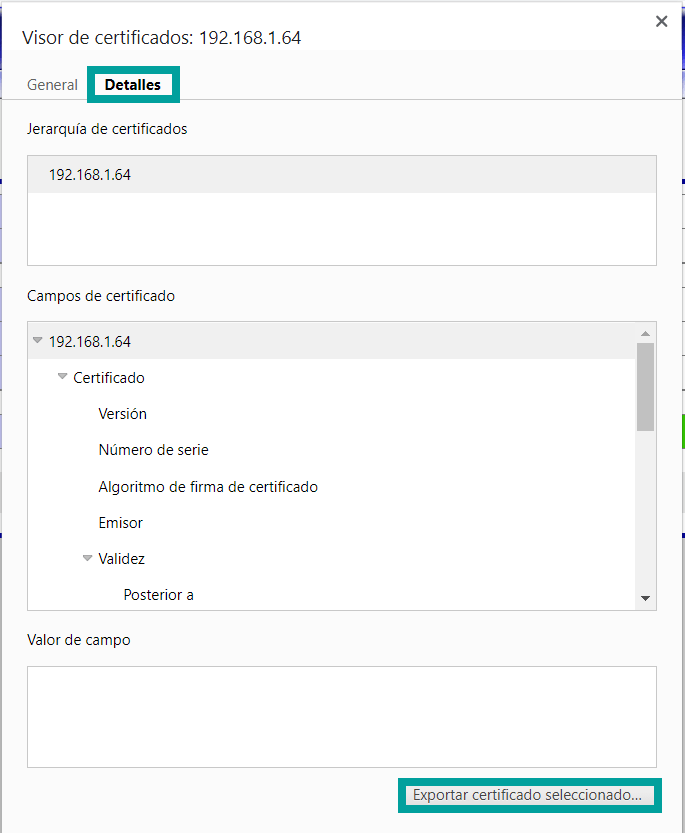 Visor de certificados: 192.168.1.64
General
Detalles
Jerarquía de certificados
192.168.1.64
Campos de certificado
192.168.1.64
Certificado
Versión
Número de serie
Algoritmo de firma de certificado
Emisor
Validez
Posterior a
Valor de campo
Exportar certificado seleccionado...